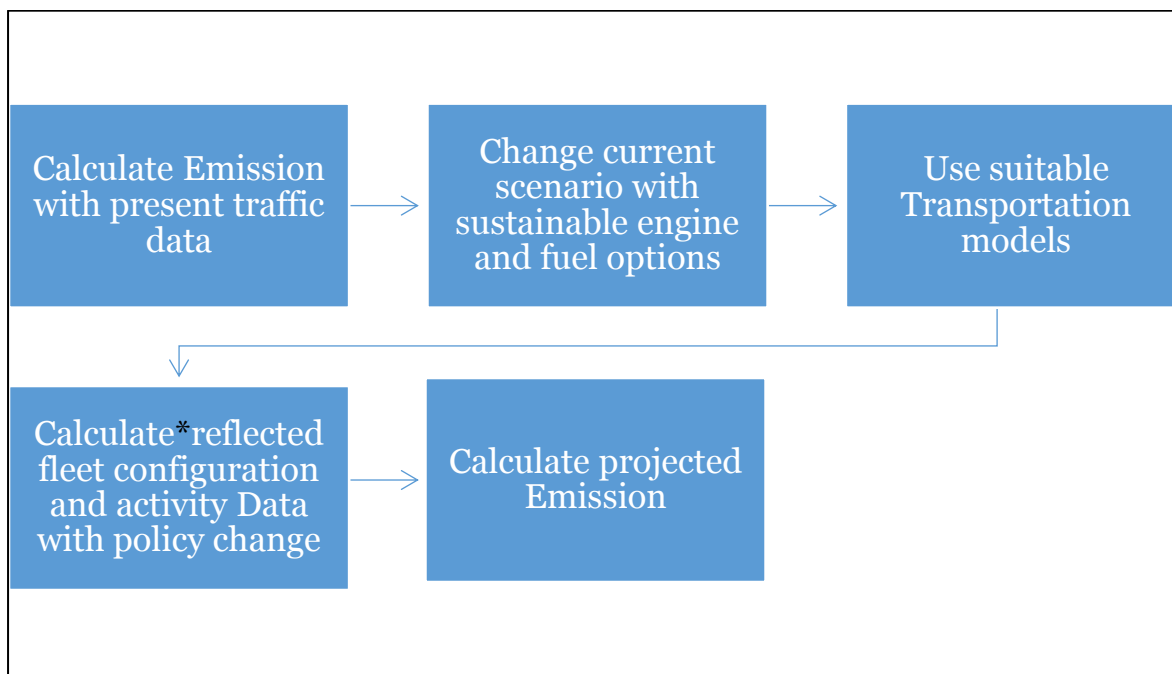 Calculate Emission
with present traffic
data
Change current
scenario with
sustainable engine
and fuel options
Use suitable
Transportation
models
Calculate*reflected
fleet configuration
and activity Data
with policy change
Calculate projected
Emission